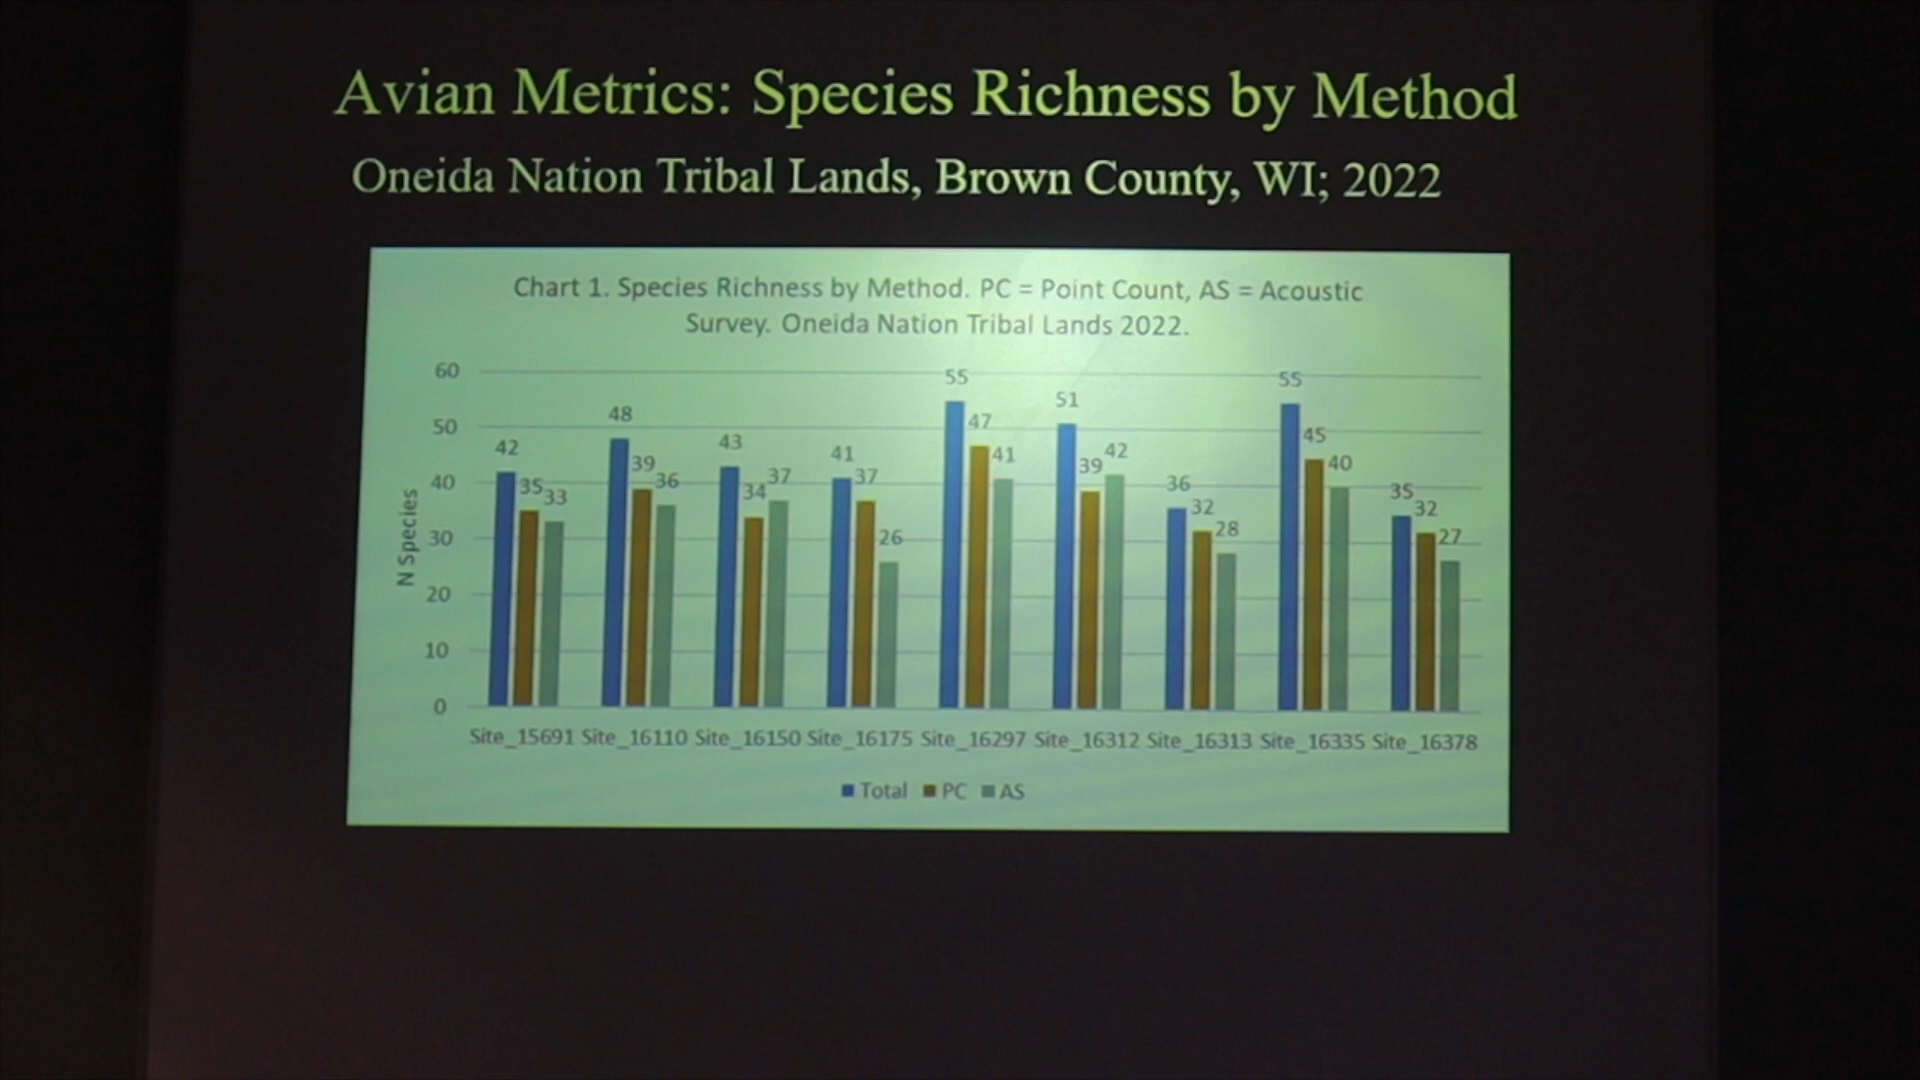 Avian Metrics: Species Richness by Method
Oneida Nation Tribal Lands, Brown County, WI; 2022
Chart 1. Species Richness by Method. PC = Point Count, AS = Acoustic
Survey. Oneida Nation Tribal Lands 2022.
N Species
60
50
40
30
20
10
0
42 35 33
48 39 36
43 34 37
41 37 26
55 47 41
51 39 42
36 32 28
55 45 40
35 32 27
Site_15691 Site_16110 Site_16150 Site_16175 Site_16297 Site_16312 Site_16313 Site_16335 Site_16378
Total PC AS